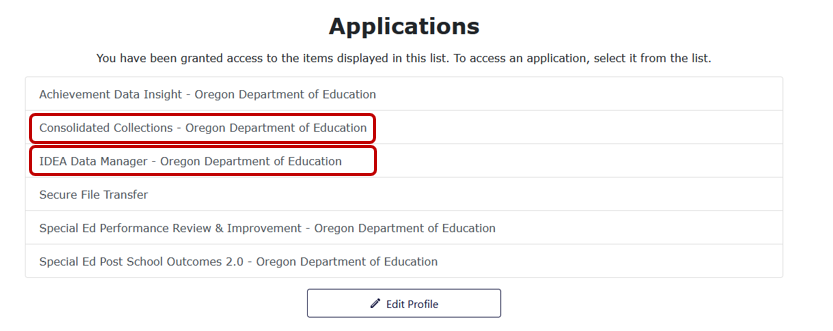 Applications
You have been granted access to the items displayed in this list. To access an application, select it from the list.
Achievement Data Insight - Oregon Department of Education
Consolidated Collections - Oregon Department of Education
IDEA Data Manager - Oregon Department of Education
Secure File Transfer
Special Ed Performance Review & Improvement - Oregon Department of Education
Special Ed Post School Outcomes 2.0 - Oregon Department of Education
Edit Profile